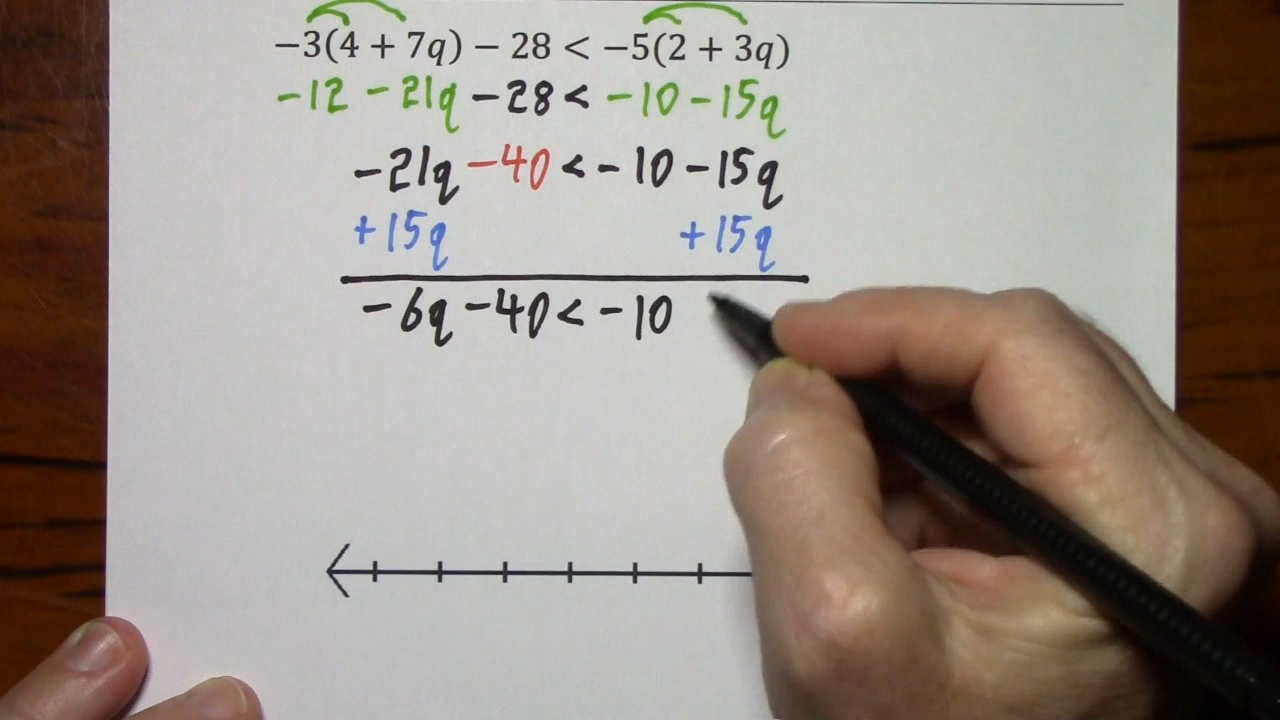 −3(4 + 7q) − 28 < −5(2 + 3q)
-12 -21q -28 < -10 -15q
-21q -40 < -10 -15q
+15q +15q
-6q -40 < -10